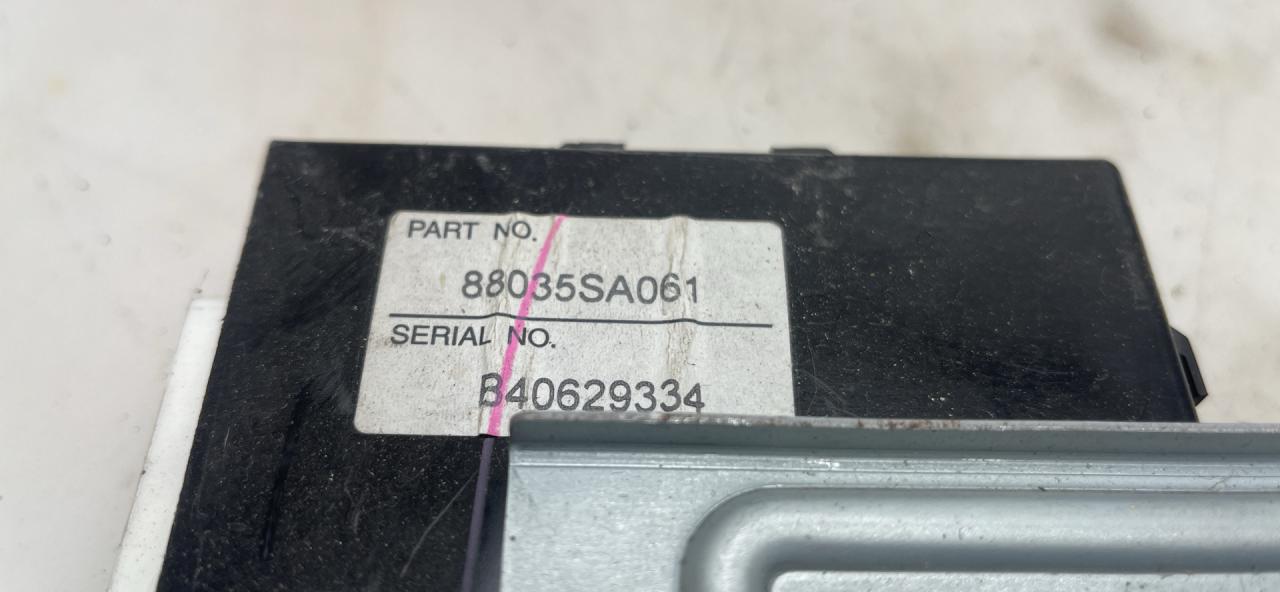 PART NO.
88035SA061
SERIAL NO.
B40629334